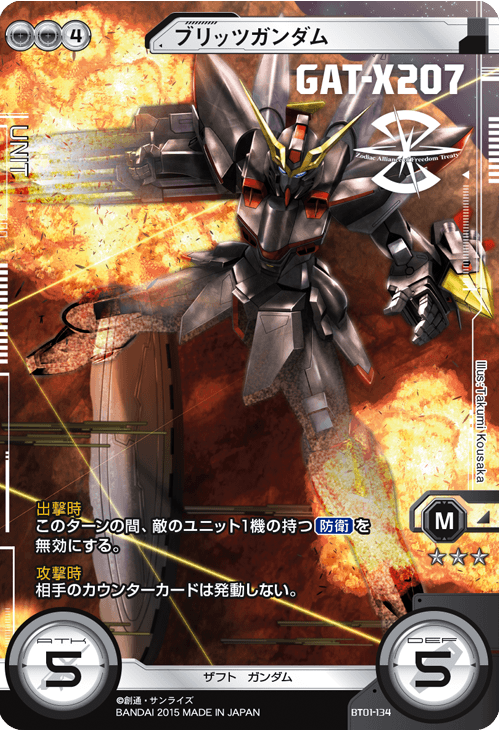 4
ブリッツガンダム
GAT-X207
Zodiac Alliance of Freedom Treaty
UNIT
Illus: Takumi Kousaka
M
出撃時
このターンの間、敵のユニット1機の持つ 防衛 を
無効にする。
攻撃時
相手のカウンターカードは発動しない。
ATK
5
DEF
5
ザフト ガンダム
©創通・サンライズ
BANDAI 2015 MADE IN JAPAN
BT01-134